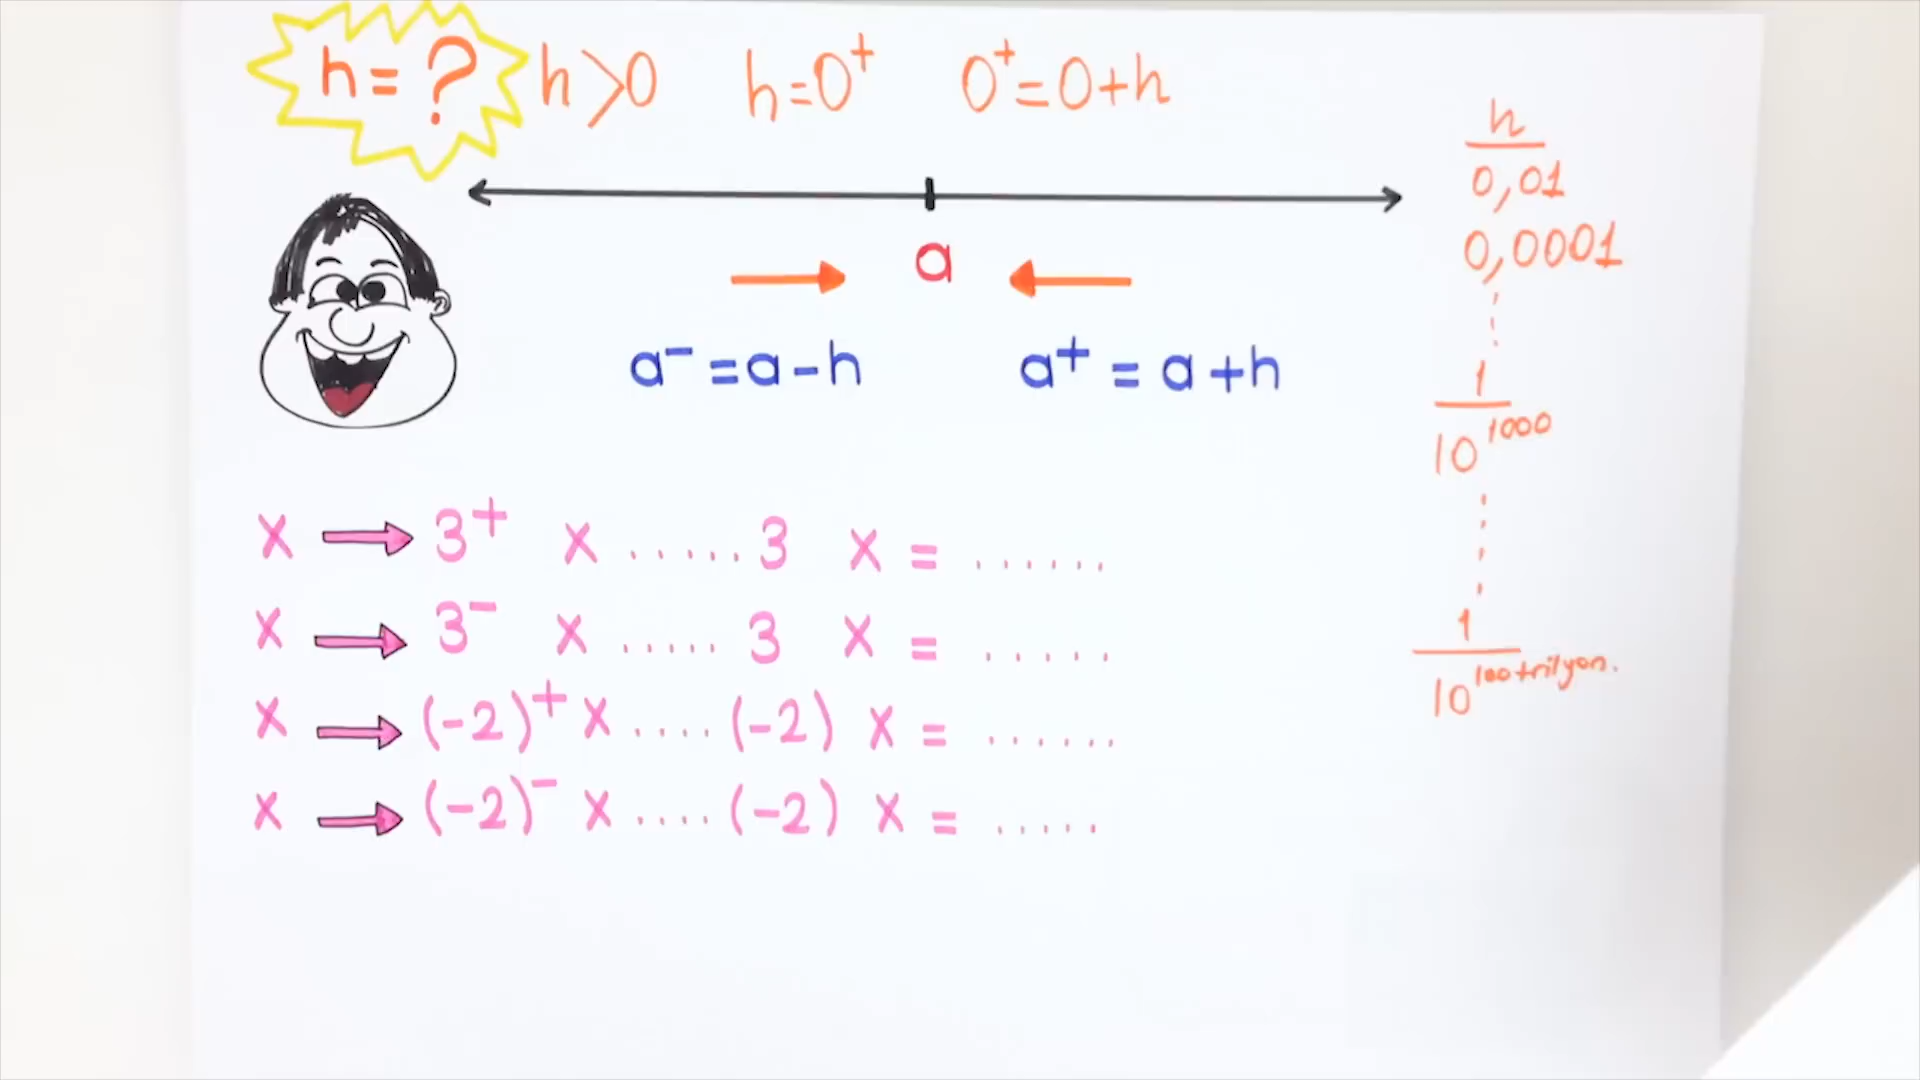 h = ? h > 0 h = 0⁺ 0⁺ = 0 + h
a
a⁻ = a - h a⁺ = a + h
h
0,01
0,0001
1
10¹⁰⁰⁰
1
10^100 trilyon.
x → 3⁺ x ..... 3 x = ......
x → 3⁻ x ..... 3 x = .....
x → (-2)⁺ x .... (-2) x = ......
x → (-2)⁻ x .... (-2) x = .....